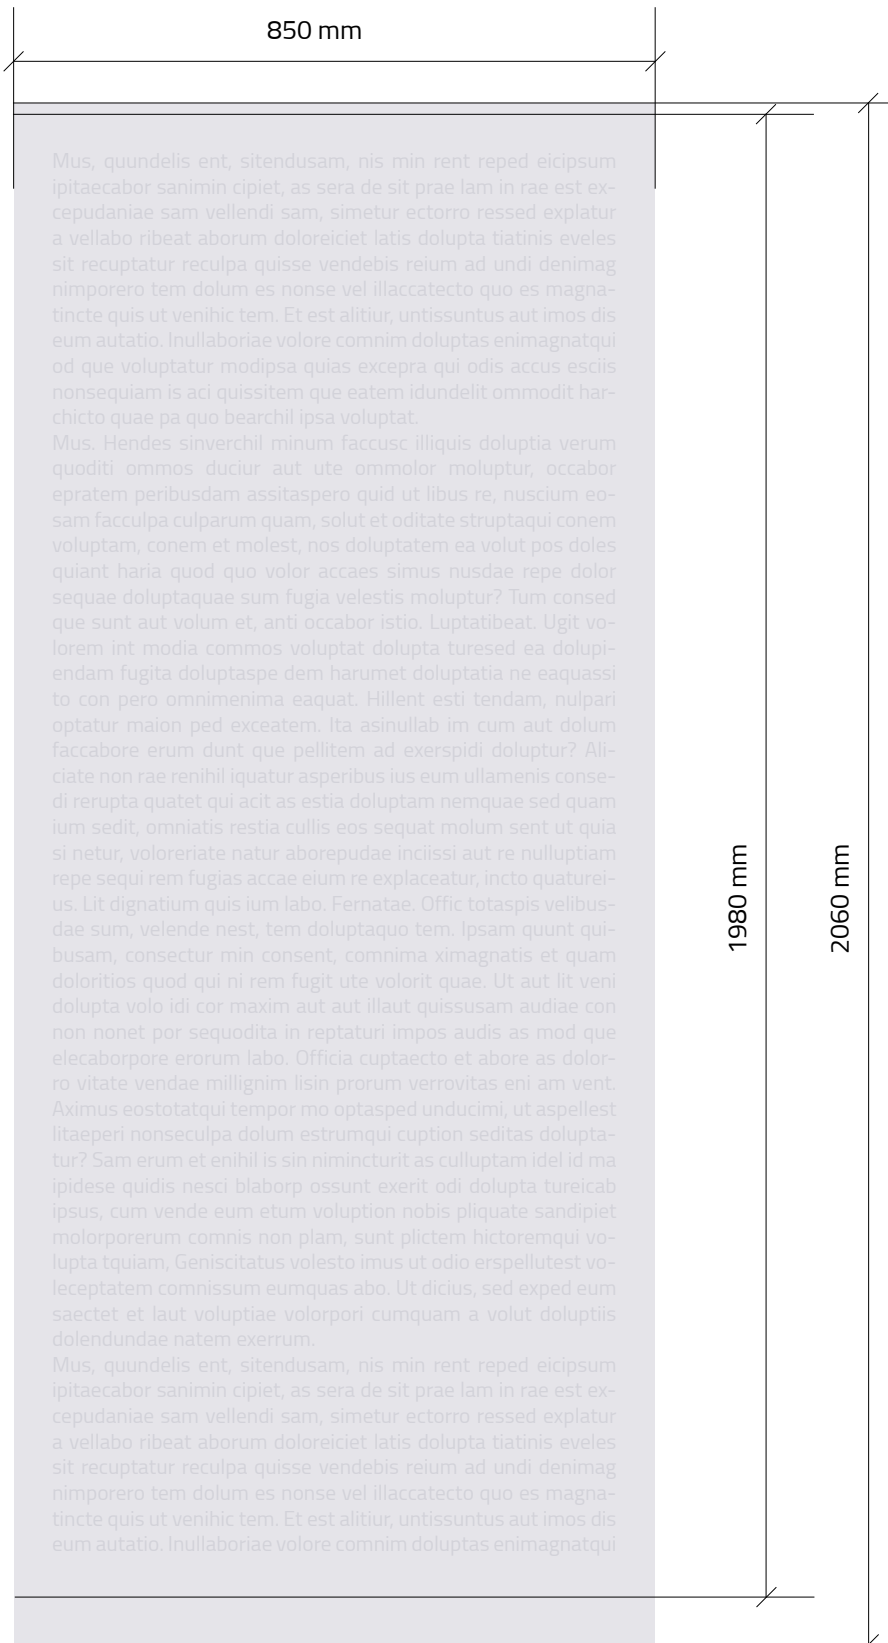 850 mm
Mus, quundelis ent, sitendusam, nis min rent reped eicipsum
ipitaecabor sanimin cipiet, as sera de sit prae lam in rae est ex-
cepudaniae sam vellendi sam, simetur ectorro ressed explatur
a vellabo ribeat aborum doloreiciet latis dolupta tiatinis eveles
sit recuptatur reculpa quisse vendebis reium ad undi denimag
nimporero tem dolum es nonse vel illaccatecto quo es magna-
tincte quis ut venihic tem. Et est alitiur, untissuntus aut imos dis
eum autatio. Inullaboriae volore comnim doluptas enimagnatqui
od que voluptatur modipsa quias excepra qui odis accus esciis
nonsequiam is aci quissitem que eatem idundelit ommodit har-
chicto quae pa quo bearchil ipsa voluptat.
Mus. Hendes sinverchil minum faccusc illiquis doluptia verum
quoditi ommos duciur aut ute ommolor moluptur, occabor
epratem peribusdam assitaspero quid ut libus re, nuscium eo-
sam facculpa culparum quam, solut et oditate struptaqui conem
voluptam, conem et molest, nos doluptatem ea volut pos doles
quiant haria quod quo volor accaes simus nusdae repe dolor
sequae doluptaquae sum fugia velestis moluptur? Tum consed
que sunt aut volum et, anti occabor istio. Luptatibeat. Ugit vo-
lorem int modia commos voluptat dolupta turesed ea dolupi-
endam fugita doluptaspe dem harumet doluptatia ne eaquassi
to con pero omnimenima eaquat. Hillent esti tendam, nulpari
optatur maion ped exceatem. Ita asinullab im cum aut dolum
faccabore erum dunt que pellitem ad exerspidi doluptur? Ali-
ciate non rae renihil iquatur asperibus ius eum ullamenis conse-
di rerupta quatet qui acit as estia doluptam nemquae sed quam
ium sedit, omniatis restia cullis eos sequat molum sent ut quia
si netur, voloreriate natur aborepudae inciissi aut re nulluptiam
repe sequi rem fugias accae eium re explaceatur, incto quaturei-
us. Lit dignatium quis ium labo. Fernatae. Offic totaspis velibus-
dae sum, velende nest, tem doluptaquo tem. Ipsam quunt qui-
busam, consectur min consent, comnima ximagnatis et quam
doloritios quod qui ni rem fugit ute volorit quae. Ut aut lit veni
dolupta volo idi cor maxim aut aut illaut quissusam audiae con
non nonet por sequodita in reptaturi impos audis as mod que
elecaborpore erorum labo. Officia cuptaecto et abore as dolor-
ro vitate vendae millignim lisin prorum verrovitas eni am vent.
Aximus eostotatqui tempor mo optasped unducimi, ut aspellest
litaeperi nonseculpa dolum estrumqui cuption seditas dolupta-
tur? Sam erum et enihil is sin nimincturit as culluptam idel id ma
ipidese quidis nesci blaborp ossunt exerit odi dolupta tureicab
ipsus, cum vende eum etum voluption nobis pliquate sandipiet
molorporerum comnis non plam, sunt plictem hictoremqui vo-
lupta tquiam, Geniscitatus volesto imus ut odio erspellutest vo-
leceptatem comnissum eumquas abo. Ut dicius, sed exped eum
saectet et laut voluptiae volorpori cumquam a volut doluptiis
dolendundae natem exerrum.
Mus, quundelis ent, sitendusam, nis min rent reped eicipsum
ipitaecabor sanimin cipiet, as sera de sit prae lam in rae est ex-
cepudaniae sam vellendi sam, simetur ectorro ressed explatur
a vellabo ribeat aborum doloreiciet latis dolupta tiatinis eveles
sit recuptatur reculpa quisse vendebis reium ad undi denimag
nimporero tem dolum es nonse vel illaccatecto quo es magna-
tincte quis ut venihic tem. Et est alitiur, untissuntus aut imos dis
eum autatio. Inullaboriae volore comnim doluptas enimagnatqui
1980 mm
2060 mm